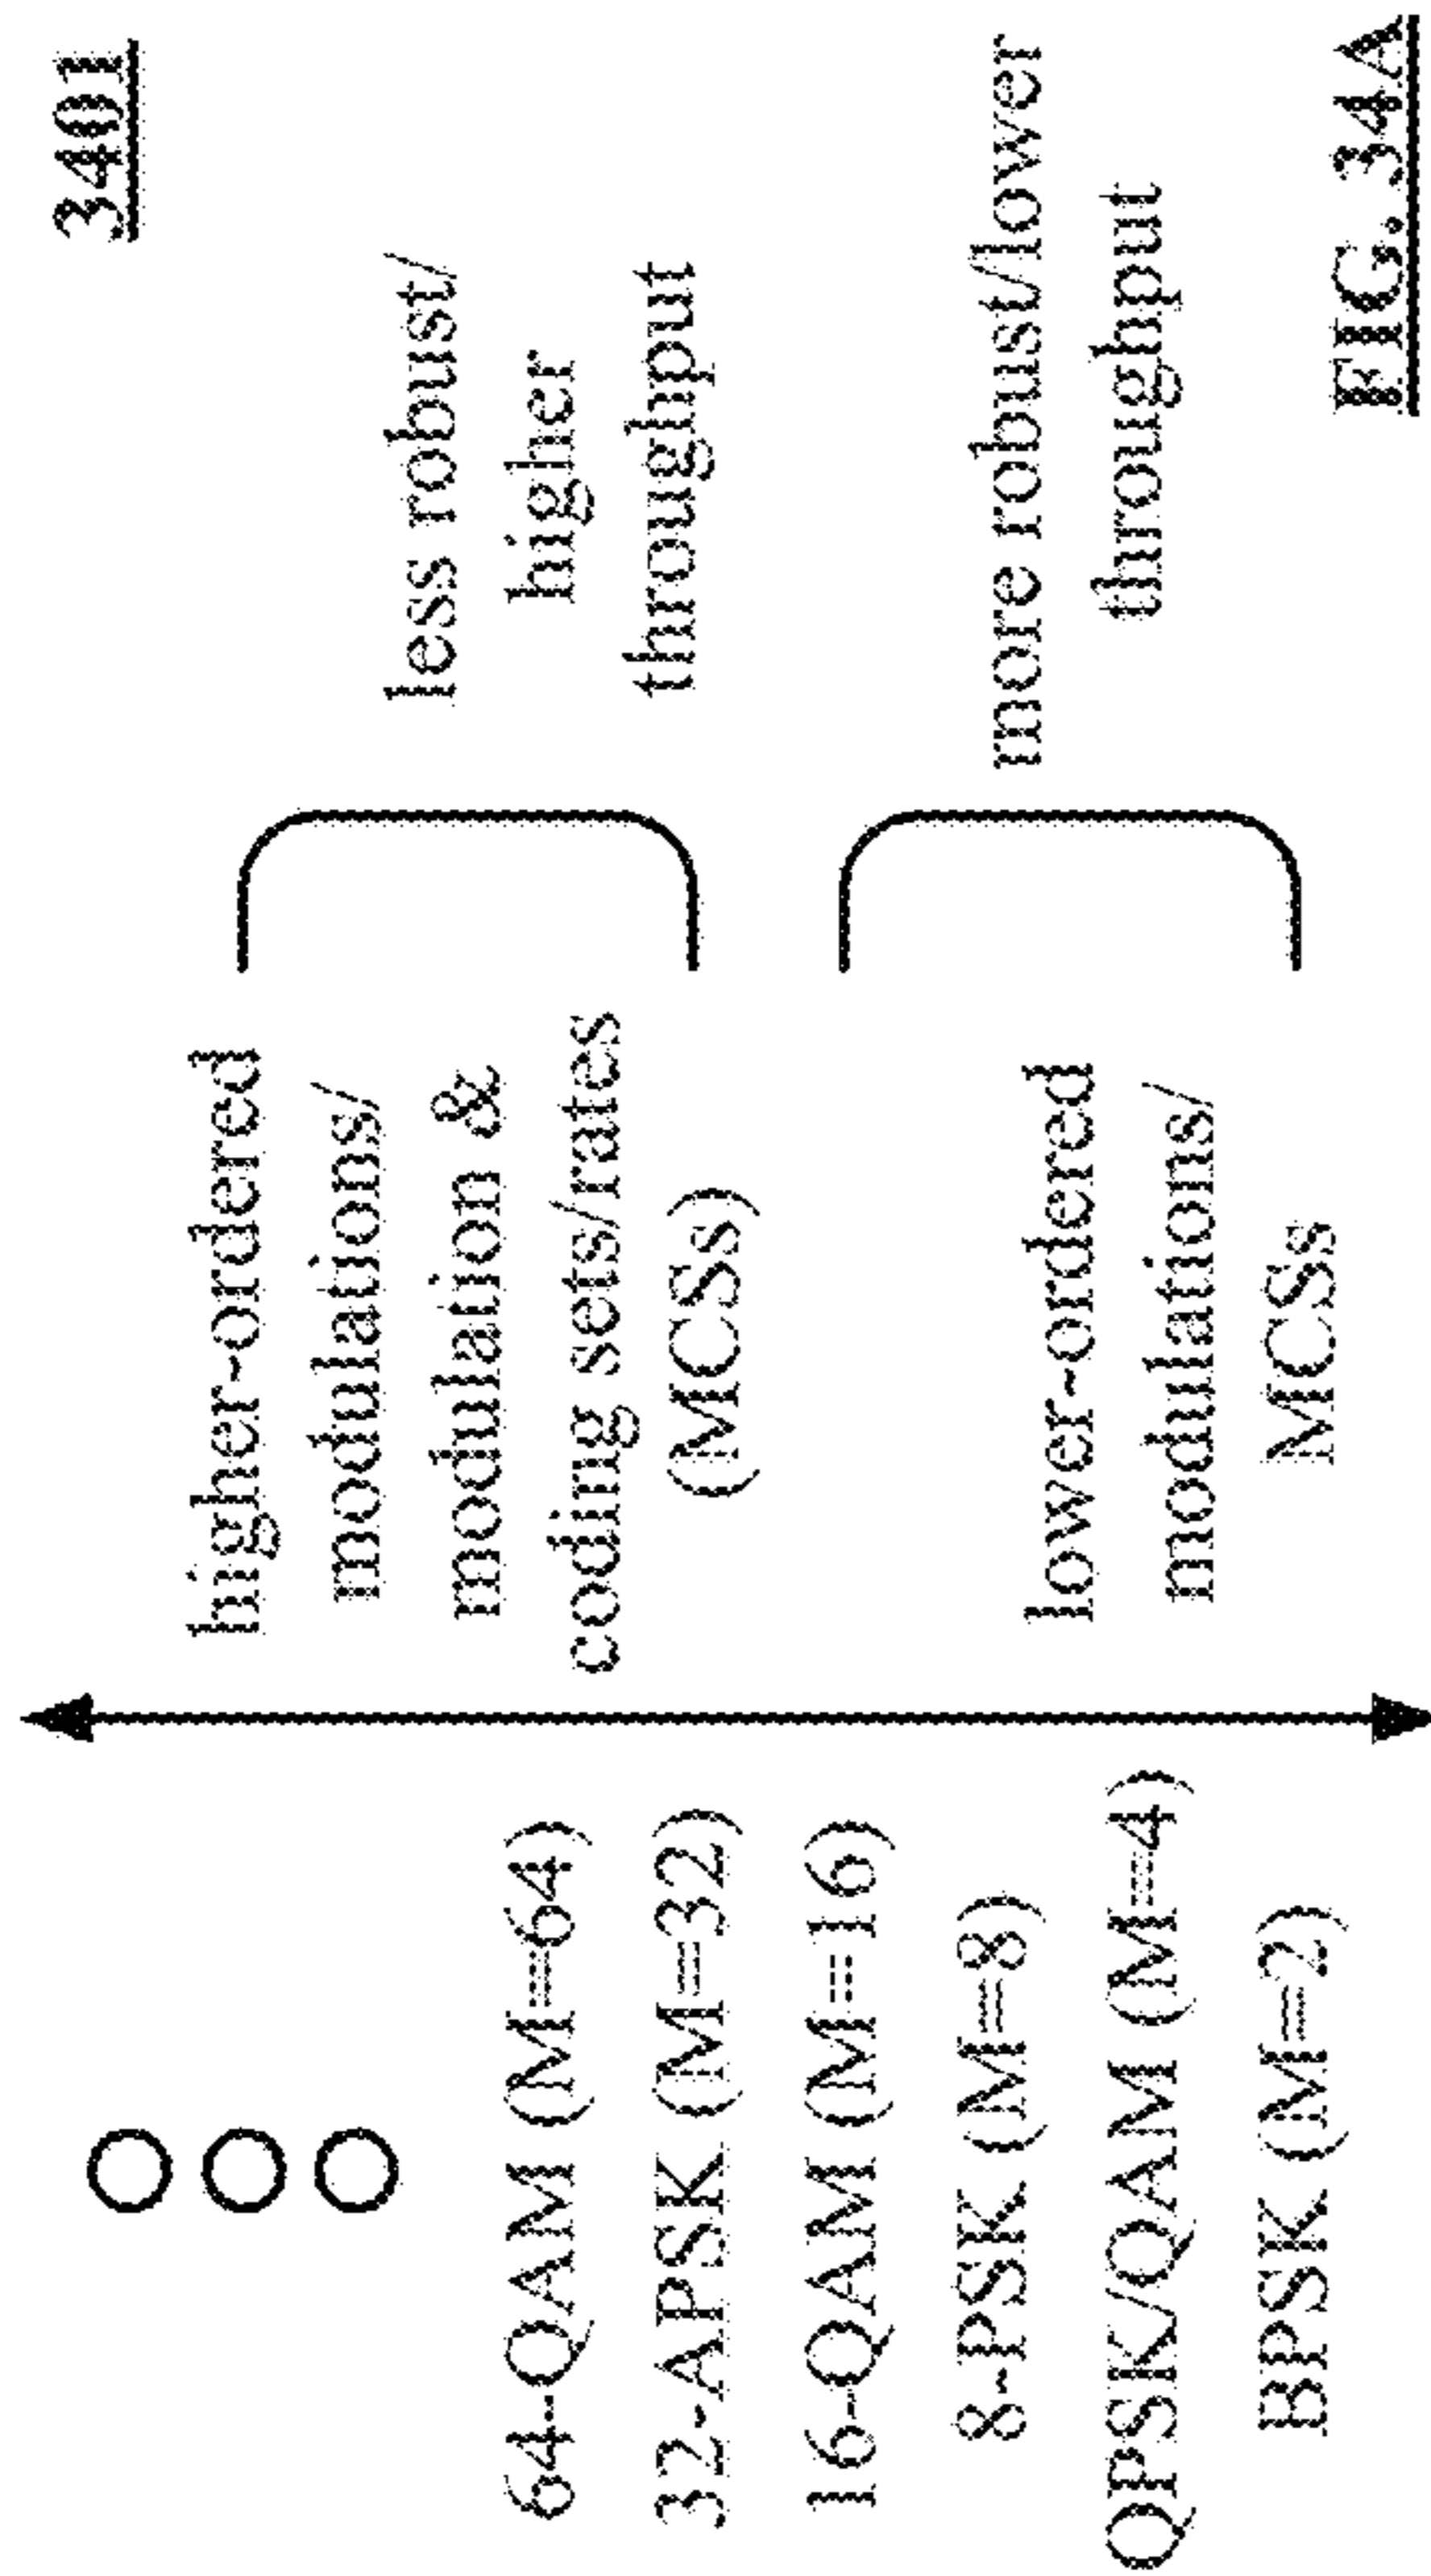 3401
64-QAM (M=64)
32-APSK (M=32)
16-QAM (M=16)
8-PSK (M=8)
QPSK/QAM (M=4)
BPSK (M=2)
higher-ordered
modulations/
modulation &
coding sets/rates
(MCSs)
lower-ordered
modulations/
MCSs
less robust/
higher
throughput
more robust/lower
throughput
FIG. 34A